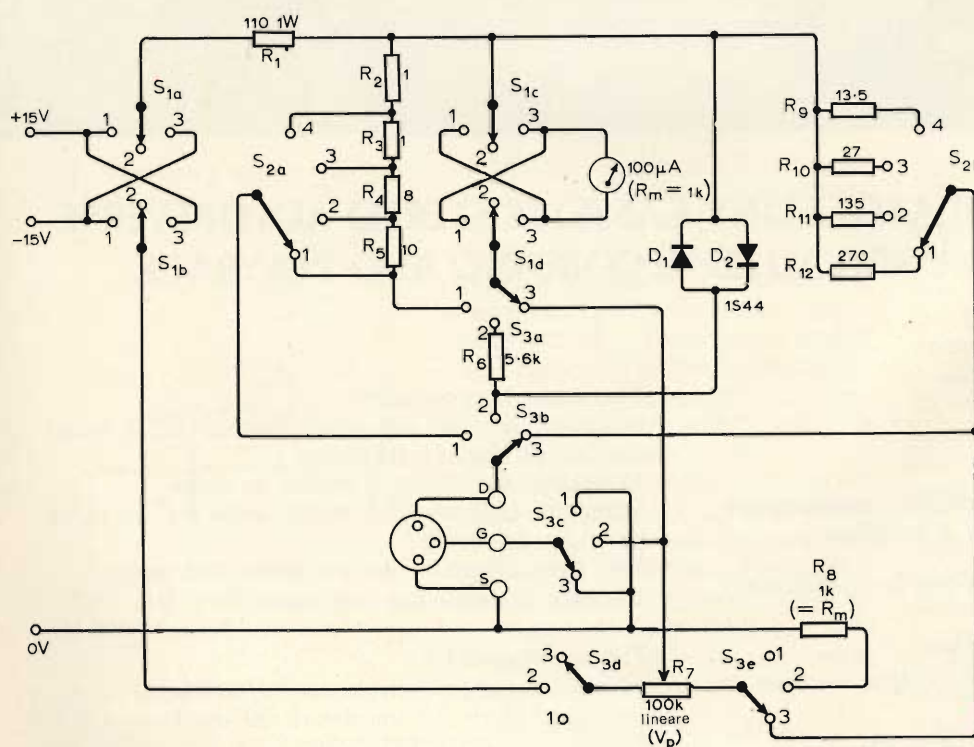 110 1W
R1
+15V
-15V
1
3
2
S1a
2
1
3
S1b
R2
1
R3
1
R4
8
R5
10
4
3
2
1
S2a
S1c
1
3
2
2
1
3
S1d
100μA
(Rm = 1k)
D1
D2
1S44
R9
13·5
4
R10
27
3
R11
135
2
R12
270
1
S2
1
3
2
S3a
R6
5·6k
2
S3b
1
3
D
G
S
1
S3c
2
3
0V
R8
1k
(= Rm)
3
S3d
2
1
R7
100k
lineare
(Vp)
S3e
1
2
3